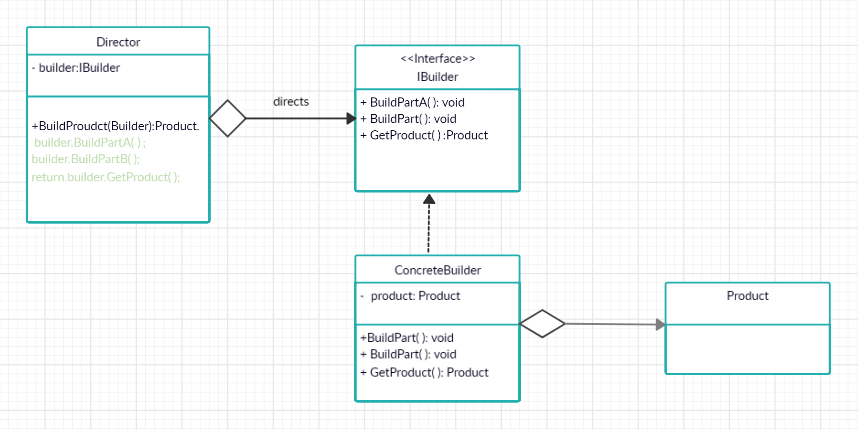 Director
- builder:IBuilder
+BuildProudct(Builder):Product.
builder.BuildPartA( );
builder.BuildPartB( );
return.builder.GetProduct( );
directs
<<Interface>>
IBuilder
+ BuildPartA( ): void
+ BuildPart( ): void
+ GetProduct( ) :Product
ConcreteBuilder
- product: Product
+BuildPart( ): void
+ BuildPart( ): void
+ GetProduct( ): Product
Product